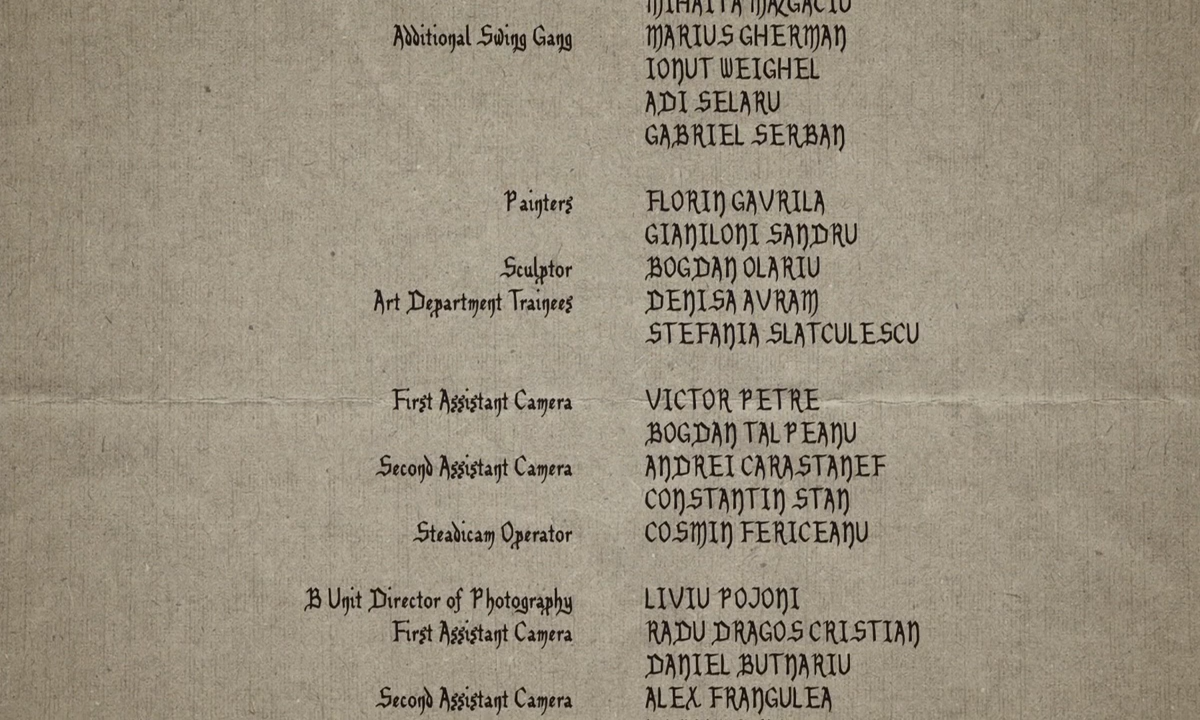 MIHAITA MAZGACIU
Additional Swing Gang MARIUS GHERMAN
IONUT WEIGHEL
ADI SELARU
GABRIEL SERBAN
Painters FLORIN GAVRILA
GIANILONI SANDRU
Sculptor BOGDAN OLARIU
Art Department Trainees DENISA AVRAM
STEFANIA SLATCULESCU
First Assistant Camera VICTOR PETRE
BOGDAN TALPEANU
Second Assistant Camera ANDREI CARASTANEF
CONSTANTIN STAN
Steadicam Operator COSMIN FERICEANU
B Unit Director of Photography LIVIU POJONI
First Assistant Camera RADU DRAGOS CRISTIAN
DANIEL BUTNARIU
Second Assistant Camera ALEX FRANGULEA